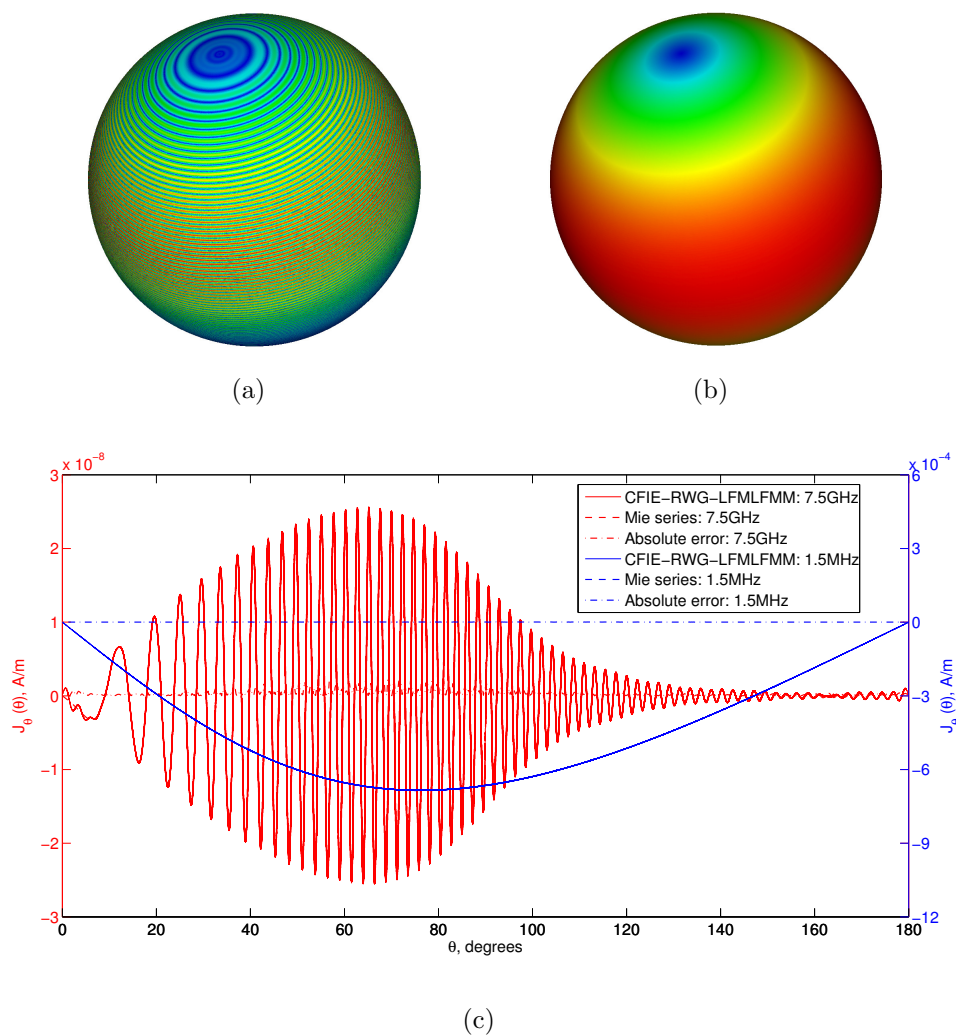 (a)
(b)
x 10⁻⁸
x 10⁻⁴
3
2
1
0
−1
−2
−3
J_θ (θ), A/m
6
3
0
−3
−6
−9
−12
J_θ (θ), A/m
CFIE−RWG−LFMLFMM: 7.5GHz
Mie series: 7.5GHz
Absolute error: 7.5GHz
CFIE−RWG−LFMLFMM: 1.5MHz
Mie series: 1.5MHz
Absolute error: 1.5MHz
0 20 40 60 80 100 120 140 160 180
θ, degrees
(c)